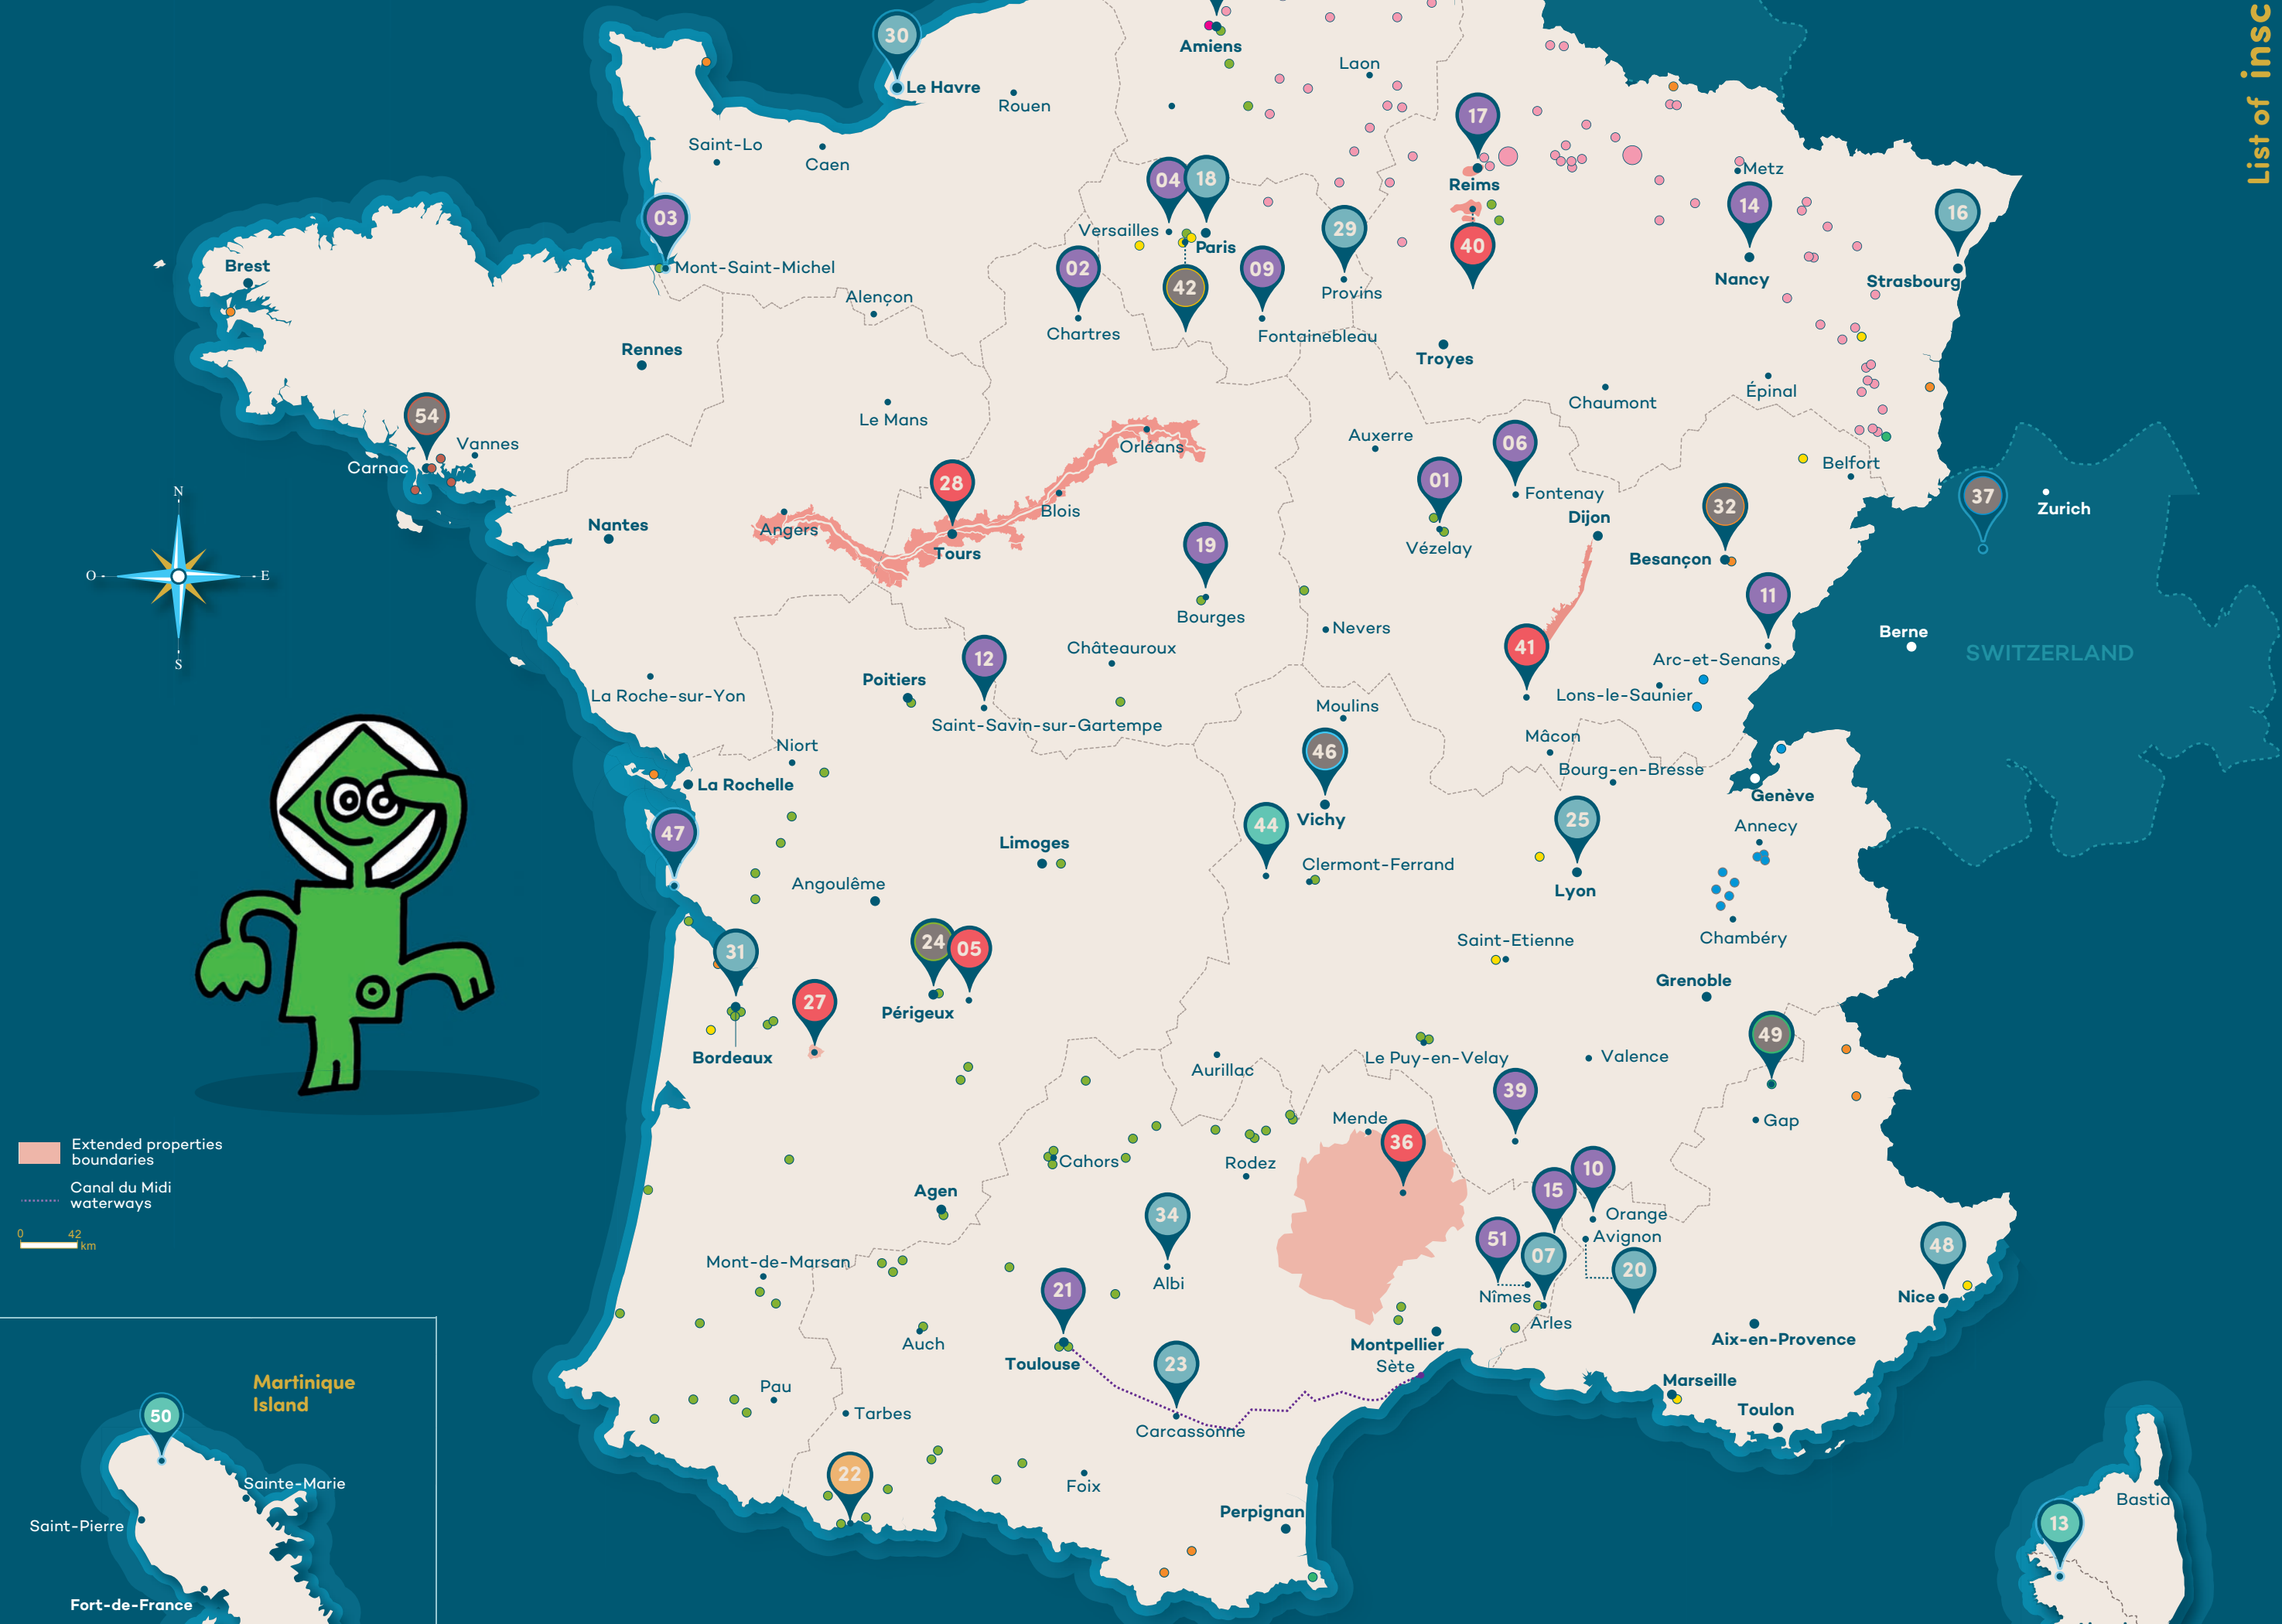 List of insc
30
Amiens
Le Havre
Laon
Rouen
17
Saint-Lo
Caen
Metz
04
18
Reims
14
16
03
Versailles
29
Paris
40
Brest
Mont-Saint-Michel
02
42
09
Nancy
Strasbourg
Alençon
Provins
Chartres
Fontainebleau
Rennes
Troyes
Épinal
Chaumont
54
Le Mans
Vannes
Orléans
Auxerre
06
Carnac
Belfort
28
01
Fontenay
32
37
Zurich
N
Blois
Dijon
Nantes
Angers
Tours
19
Vézelay
Besançon
O
E
11
Bourges
Nevers
Berne
S
12
Châteauroux
41
Arc-et-Senans
SWITZERLAND
Poitiers
La Roche-sur-Yon
Lons-le-Saunier
Saint-Savin-sur-Gartempe
Moulins
Niort
46
Mâcon
Bourg-en-Bresse
La Rochelle
Genève
47
44
Vichy
25
Annecy
Limoges
Clermont-Ferrand
Angoulême
Lyon
24
05
Saint-Etienne
Chambéry
31
Grenoble
27
Périgueux
49
Bordeaux
Le Puy-en-Velay
Valence
Aurillac
39
Mende
Gap
Extended properties
boundaries
36
Cahors
Rodez
10
Canal du Midi
waterways
Agen
15
34
Orange
0
42
km
51
Avignon
07
48
Mont-de-Marsan
20
Albi
21
Nîmes
Nice
Arles
Auch
Montpellier
Aix-en-Provence
Toulouse
23
Sète
Martinique
Island
Pau
Marseille
50
Tarbes
Toulon
Carcassonne
22
Sainte-Marie
Foix
Bastia
Perpignan
Saint-Pierre
13
Fort-de-France